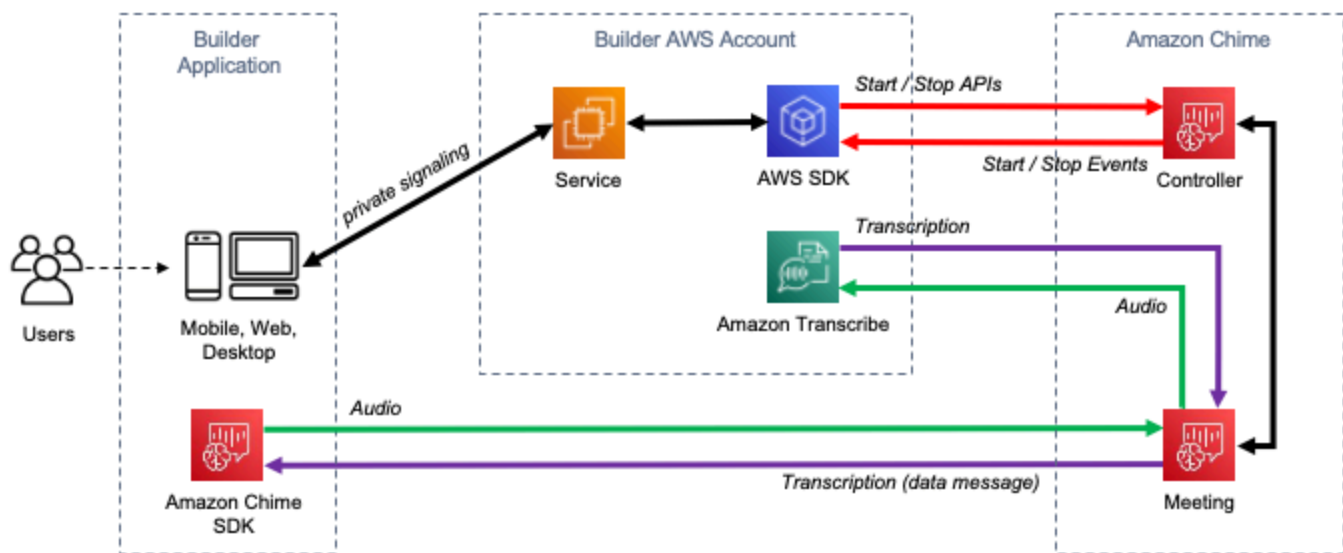 Builder
Application
Builder AWS Account
Amazon Chime
Start / Stop APIs
Start / Stop Events
private signaling
Service
AWS SDK
Controller
Transcription
Users
Mobile, Web,
Desktop
Amazon Transcribe
Audio
Audio
Transcription (data message)
Amazon Chime
SDK
Meeting